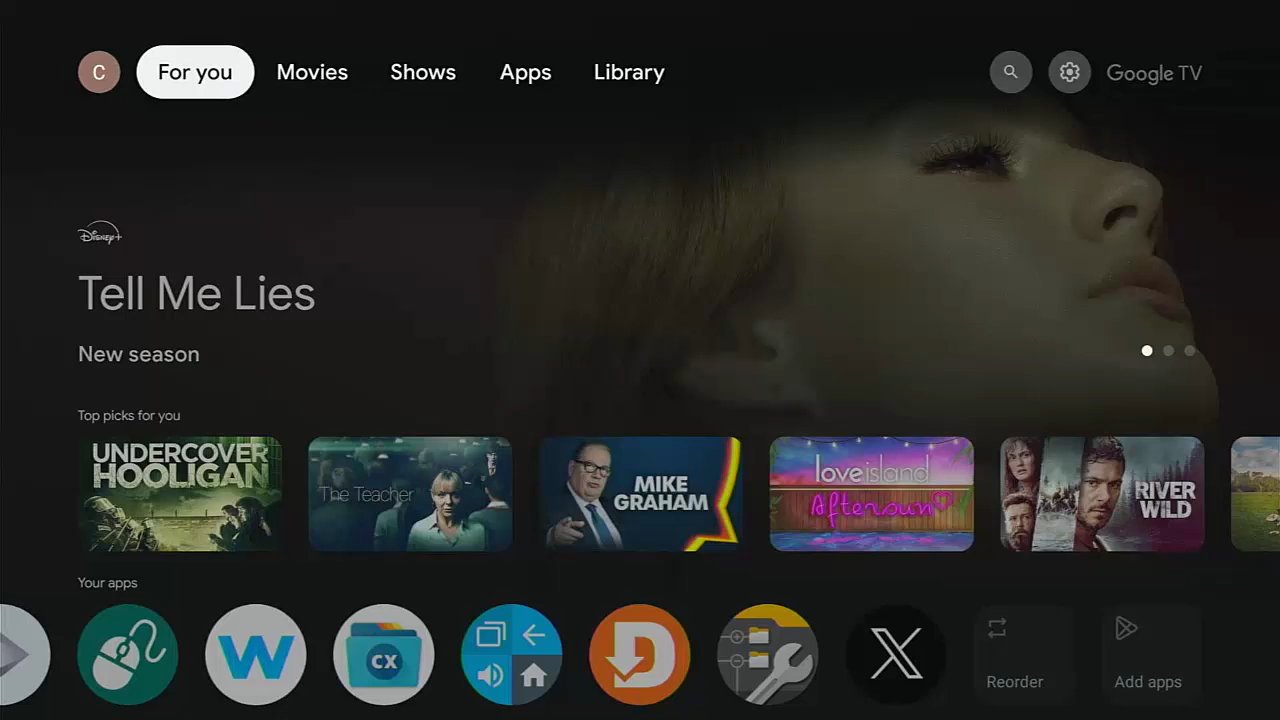 C For you Movies Shows Apps Library Google TV
Disney+
Tell Me Lies
New season
Top picks for you
UNDERCOVER
HOOLIGAN
The Teacher
MIKE
GRAHAM
love island
Aftersun
RIVER
WILD
Your apps
W
CX
D
X
Reorder
Add apps